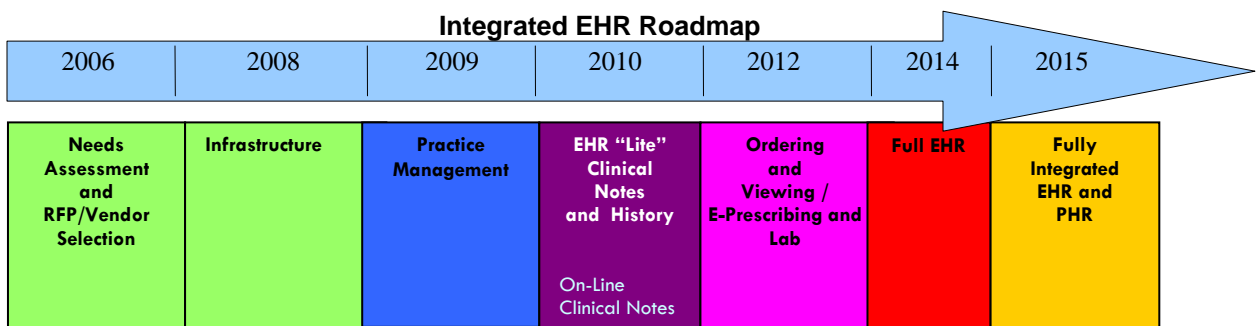 Integrated EHR Roadmap
2006
2008
2009
2010
2012
2014
2015
Needs
Assessment
and
RFP/Vendor
Selection
Infrastructure
Practice
Management
EHR “Lite”
Clinical
Notes
and History
On-Line
Clinical Notes
Ordering
and
Viewing /
E-Prescribing and
Lab
Full EHR
Fully
Integrated
EHR and
PHR